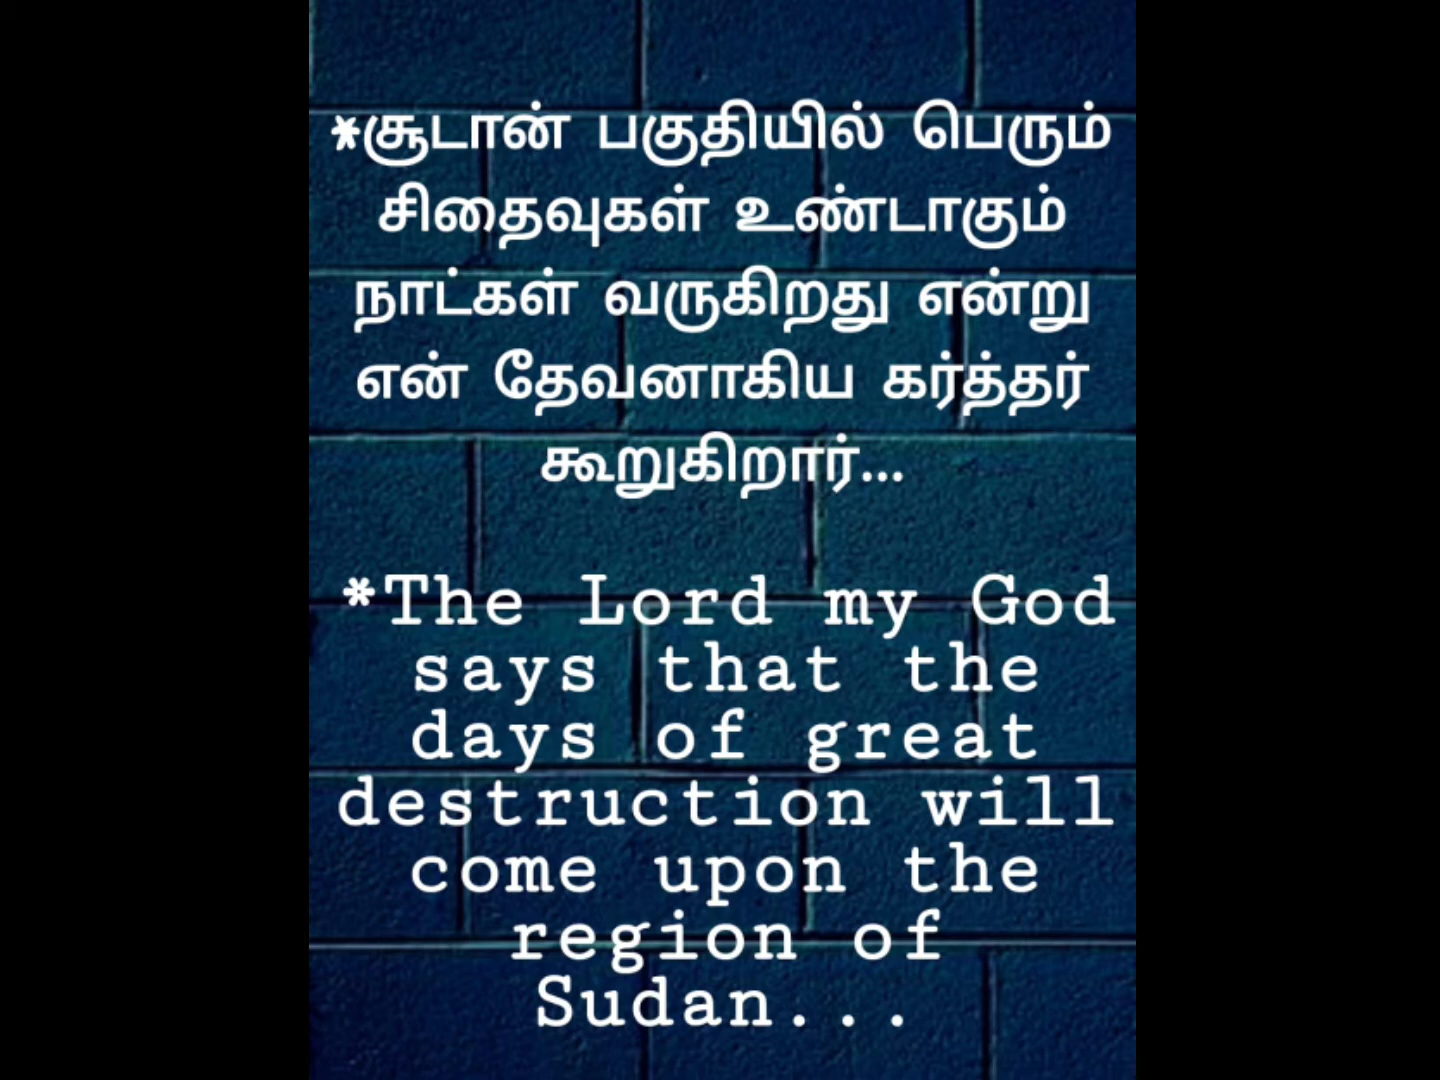 *சூடான் பகுதியில் பெரும்
சிதைவுகள் உண்டாகும்
நாட்கள் வருகிறது என்று
என் தேவனாகிய கர்த்தர்
கூறுகிறார்...
*The Lord my God
says that the
days of great
destruction will
come upon the
region of
Sudan...